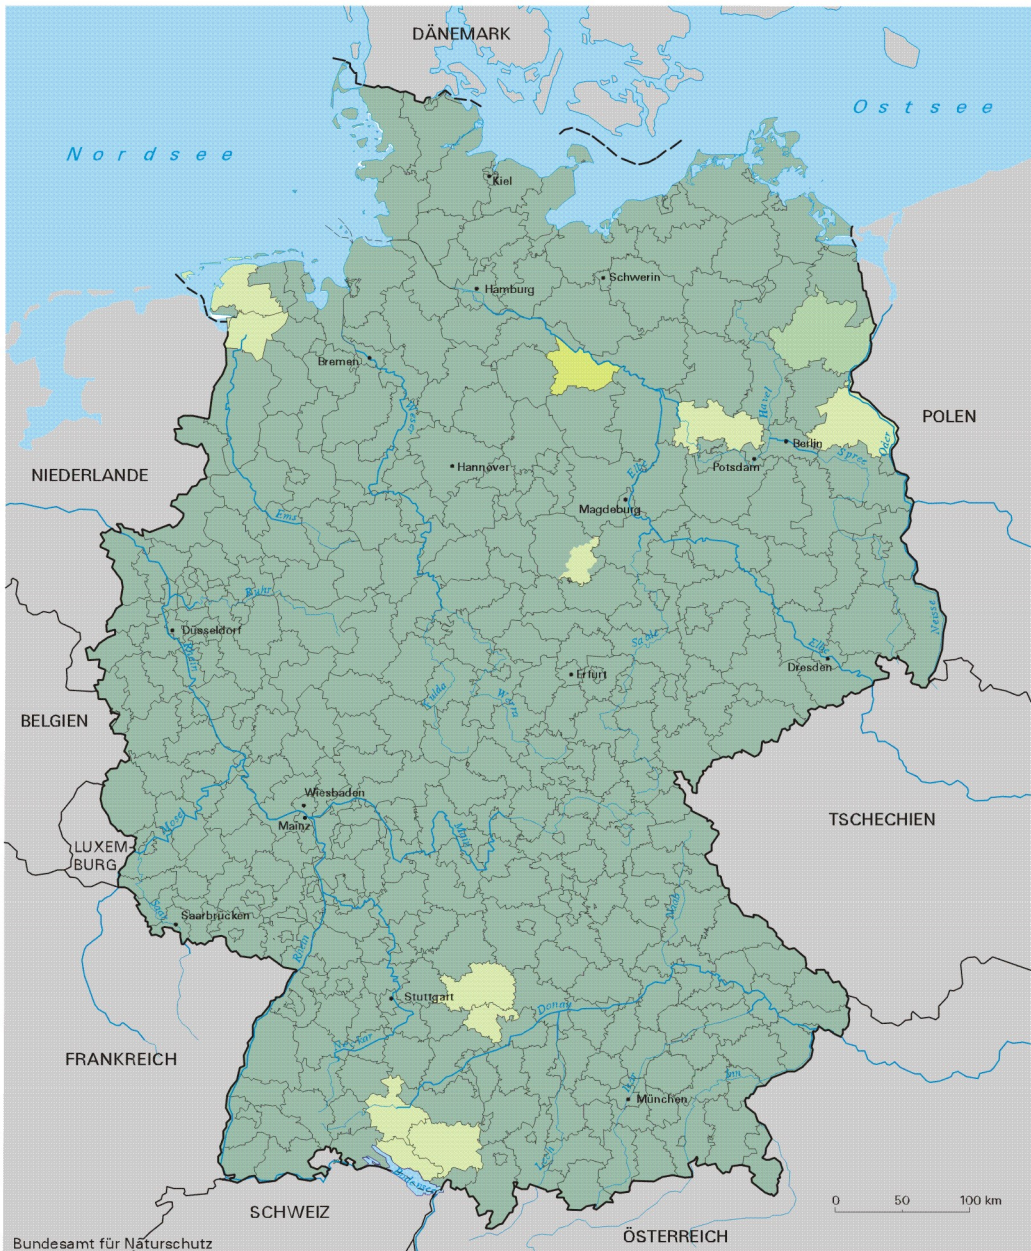 DÄNEMARK
Ostsee
Nordsee
Kiel
Schwerin
Hamburg
Bremen
Weser
Havel
POLEN
Berlin
Oder
Spree
Potsdam
Hannover
NIEDERLANDE
Elbe
Magdeburg
Ems
Ruhr
Neisse
Düsseldorf
Rhein
Saale
Elbe
Dresden
Erfurt
Fulda
Werra
BELGIEN
Wiesbaden
Mainz
Mosel
Main
TSCHECHIEN
LUXEM-
BURG
Saar
Saarbrücken
Naab
Rhein
Stuttgart
Donau
Neckar
FRANKREICH
Isar
Inn
München
Lech
Bodensee
0 50 100 km
SCHWEIZ
ÖSTERREICH
Bundesamt für Naturschutz